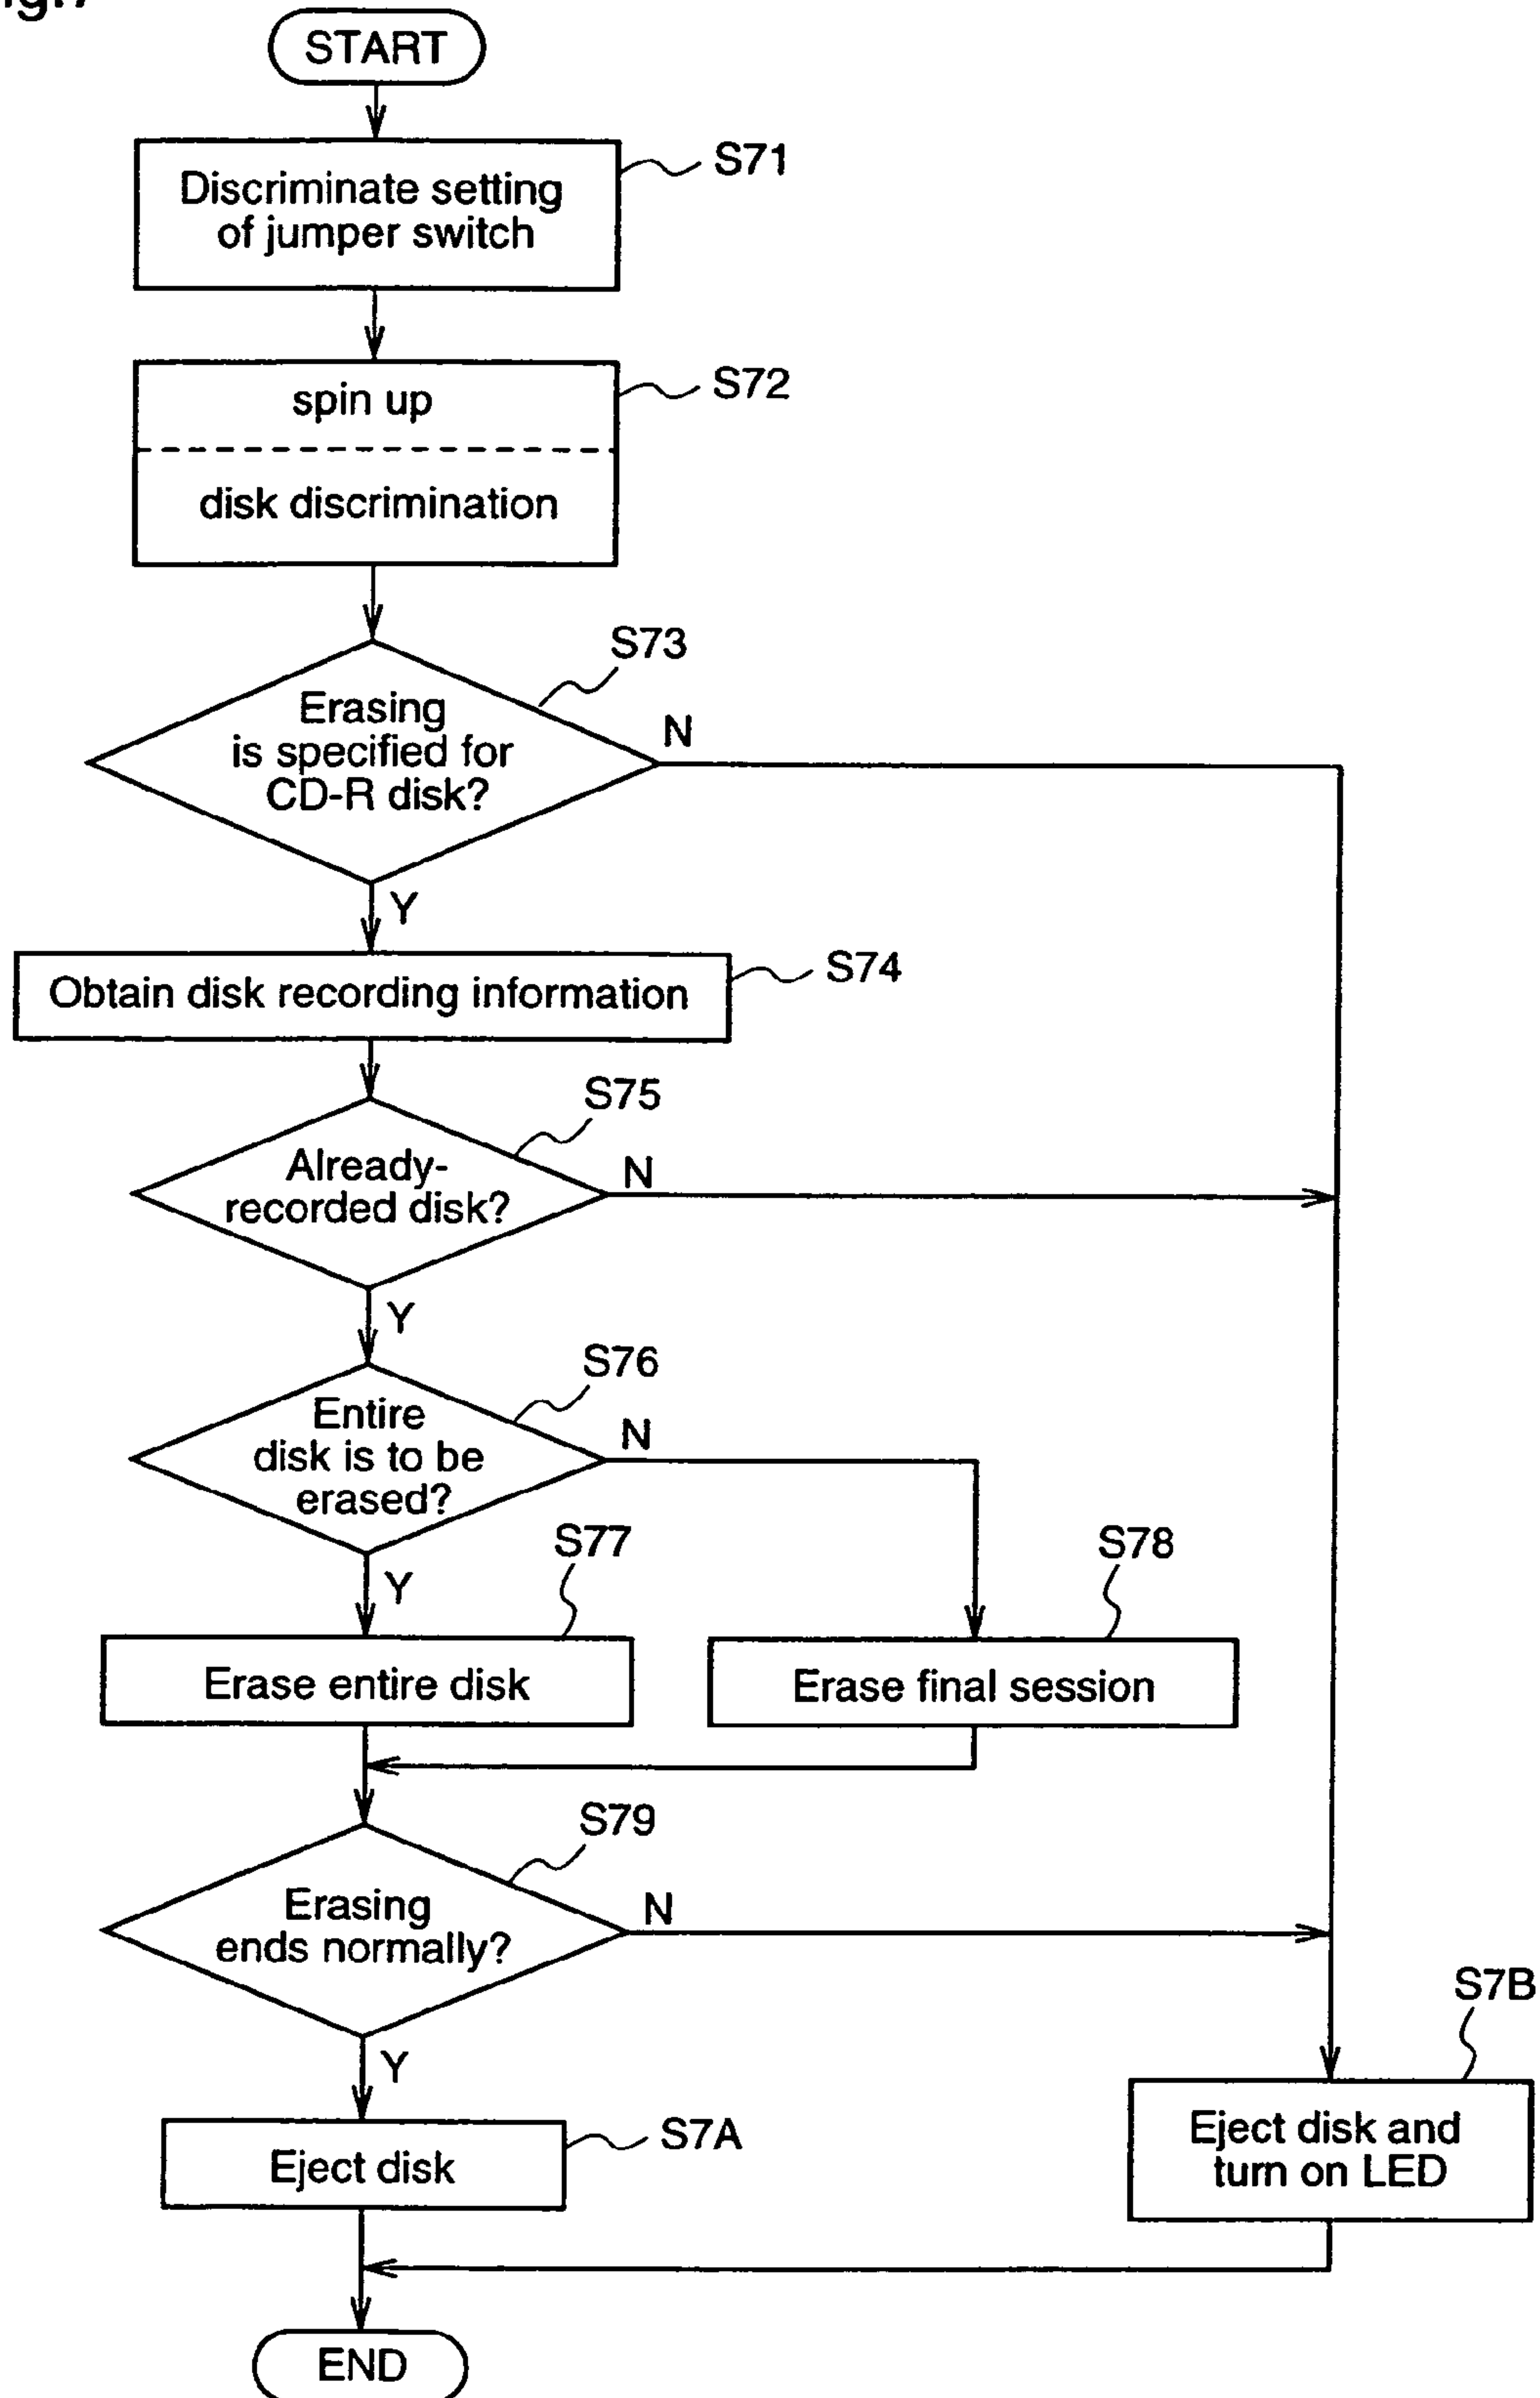 START
S71
Discriminate setting
of jumper switch
S72
spin up
disk discrimination
S73
Erasing
is specified for
CD-R disk?
N
Y
S74
Obtain disk recording information
S75
Already-
recorded disk?
N
Y
S76
Entire
disk is to be
erased?
N
Y
S77
S78
Erase entire disk
Erase final session
S79
Erasing
ends normally?
N
Y
S7B
S7A
Eject disk
Eject disk and
turn on LED
END